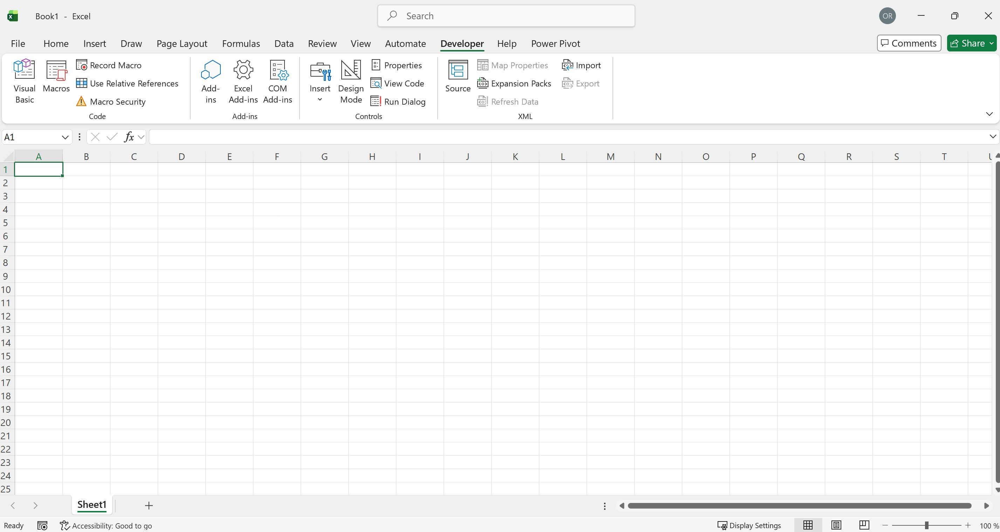 Book1 - Excel
Search
OR
File Home Insert Draw Page Layout Formulas Data Review View Automate Developer Help Power Pivot
Comments Share
Visual Basic
Macros
Record Macro
Use Relative References
Macro Security
Code
Add-ins
Excel Add-ins
COM Add-ins
Add-ins
Insert
Design Mode
Properties
View Code
Run Dialog
Controls
Source
Map Properties
Expansion Packs
Refresh Data
Import
Export
XML
A1
fx
A B C D E F G H I J K L M N O P Q R S T
1
2
3
4
5
6
7
8
9
10
11
12
13
14
15
16
17
18
19
20
21
22
23
24
25
Sheet1
Ready
Accessibility: Good to go
Display Settings
100 %